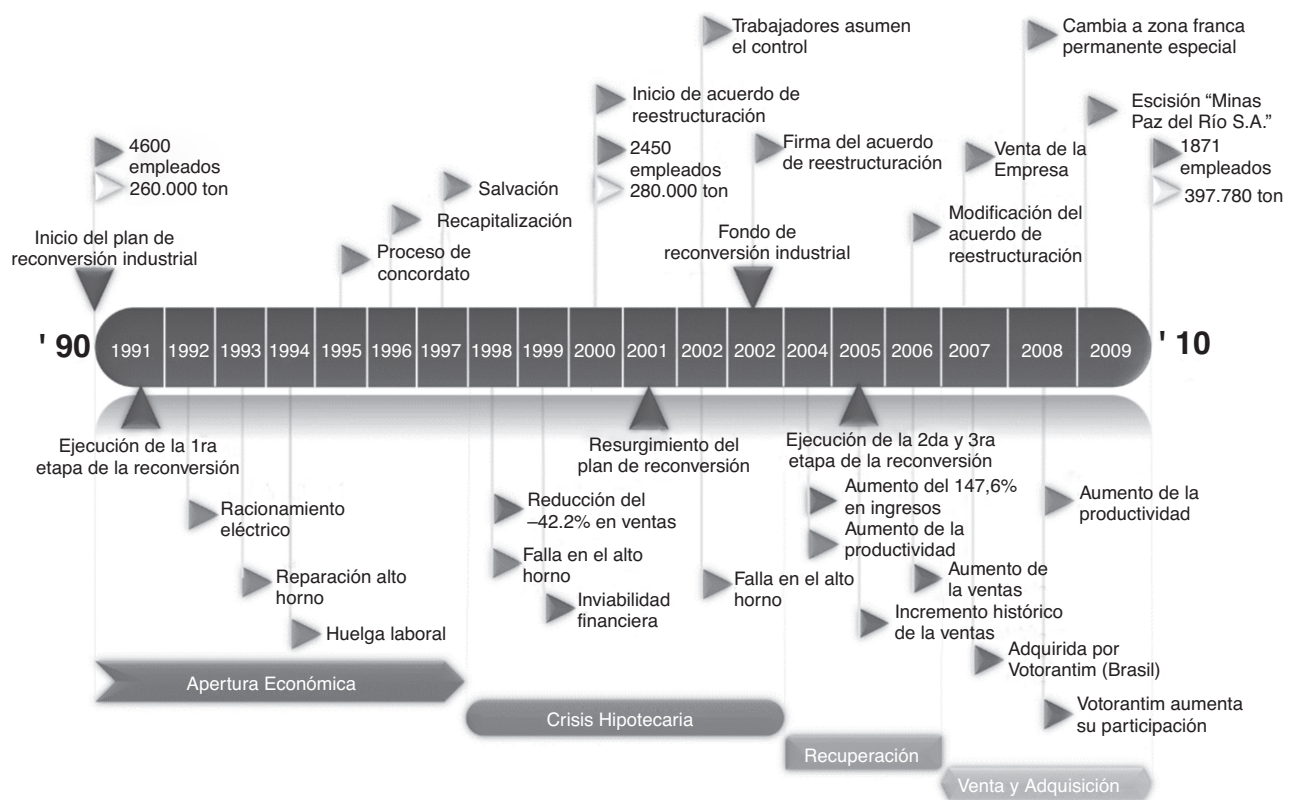 Trabajadores asumen
el control
Cambia a zona franca
permanente especial
Inicio de acuerdo de
reestructuración
Escisión “Minas
Paz del Río S.A.”
4600
empleados
260.000 ton
2450
empleados
280.000 ton
Firma del acuerdo
de reestructuración
Venta de la
Empresa
1871
empleados
397.780 ton
Salvación
Recapitalización
Proceso de
concordato
Modificación del
acuerdo de
reestructuración
Inicio del plan de
reconversión industrial
Fondo de
reconversión industrial
' 90
1991
1992
1993
1994
1995
1996
1997
1998
1999
2000
2001
2002
2002
2004
2005
2006
2007
2008
2009
' 10
Ejecución de la 1ra
etapa de la reconversión
Resurgimiento del
plan de reconversión
Ejecución de la 2da y 3ra
etapa de la reconversión
Racionamiento
eléctrico
Reparación alto
horno
Huelga laboral
Reducción del
–42.2% en ventas
Falla en el alto
horno
Inviabilidad
financiera
Falla en el alto
horno
Aumento del 147,6%
en ingresos
Aumento de la
productividad
Aumento de
la ventas
Incremento histórico
de la ventas
Adquirida por
Votorantim (Brasil)
Aumento de la
productividad
Votorantim aumenta
su participación
Apertura Económica
Crisis Hipotecaria
Recuperación
Venta y Adquisición